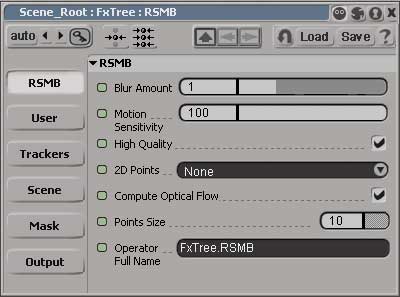 Scene_Root : FxTree : RSMB
auto Load Save ?
RSMB
RSMB
User
Trackers
Scene
Mask
Output
Blur Amount 1
Motion Sensitivity 100
High Quality
2D Points None
Compute Optical Flow
Points Size 10
Operator Full Name FxTree.RSMB